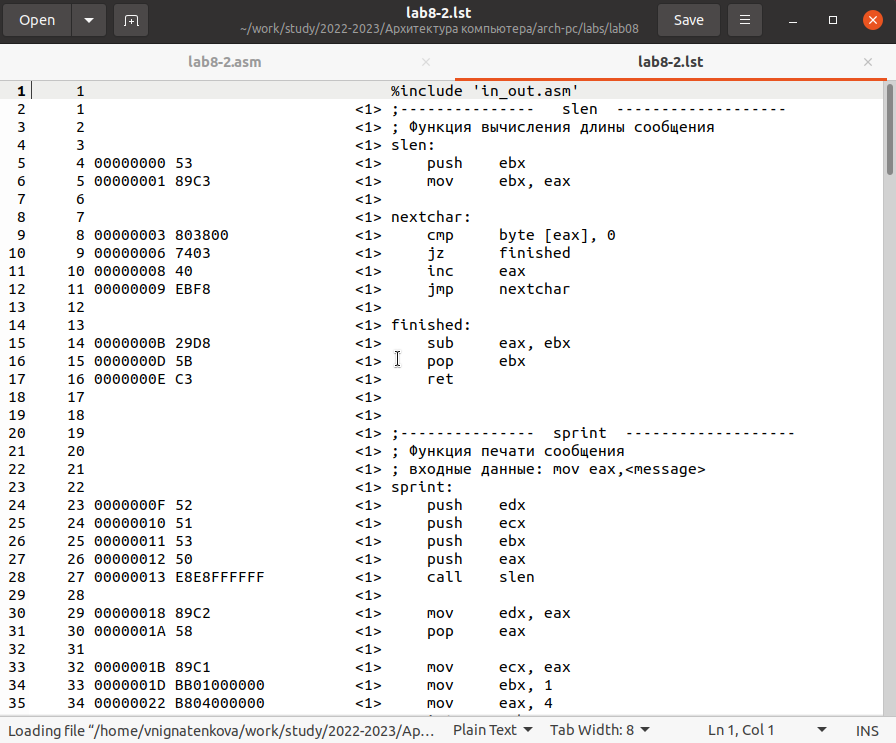 Open
lab8-2.lst
~/work/study/2022-2023/Архитектура компьютера/arch-pc/labs/lab08
Save
lab8-2.asm
lab8-2.lst
1 1 %include 'in_out.asm'
2 1 <1> ;--------------- slen -------------------
3 2 <1> ; Функция вычисления длины сообщения
4 3 <1> slen:
5 4 00000000 53 <1> push ebx
6 5 00000001 89C3 <1> mov ebx, eax
7 6 <1>
8 7 <1> nextchar:
9 8 00000003 803800 <1> cmp byte [eax], 0
10 9 00000006 7403 <1> jz finished
11 10 00000008 40 <1> inc eax
12 11 00000009 EBF8 <1> jmp nextchar
13 12 <1>
14 13 <1> finished:
15 14 0000000B 29D8 <1> sub eax, ebx
16 15 0000000D 5B <1> pop ebx
17 16 0000000E C3 <1> ret
18 17 <1>
19 18 <1>
20 19 <1> ;--------------- sprint -------------------
21 20 <1> ; Функция печати сообщения
22 21 <1> ; входные данные: mov eax,<message>
23 22 <1> sprint:
24 23 0000000F 52 <1> push edx
25 24 00000010 51 <1> push ecx
26 25 00000011 53 <1> push ebx
27 26 00000012 50 <1> push eax
28 27 00000013 E8E8FFFFFF <1> call slen
29 28 <1>
30 29 00000018 89C2 <1> mov edx, eax
31 30 0000001A 58 <1> pop eax
32 31 <1>
33 32 0000001B 89C1 <1> mov ecx, eax
34 33 0000001D BB01000000 <1> mov ebx, 1
35 34 00000022 B804000000 <1> mov eax, 4
Loading file “/home/vnignatenkova/work/study/2022-2023/Ap… Plain Text Tab Width: 8 Ln 1, Col 1 INS